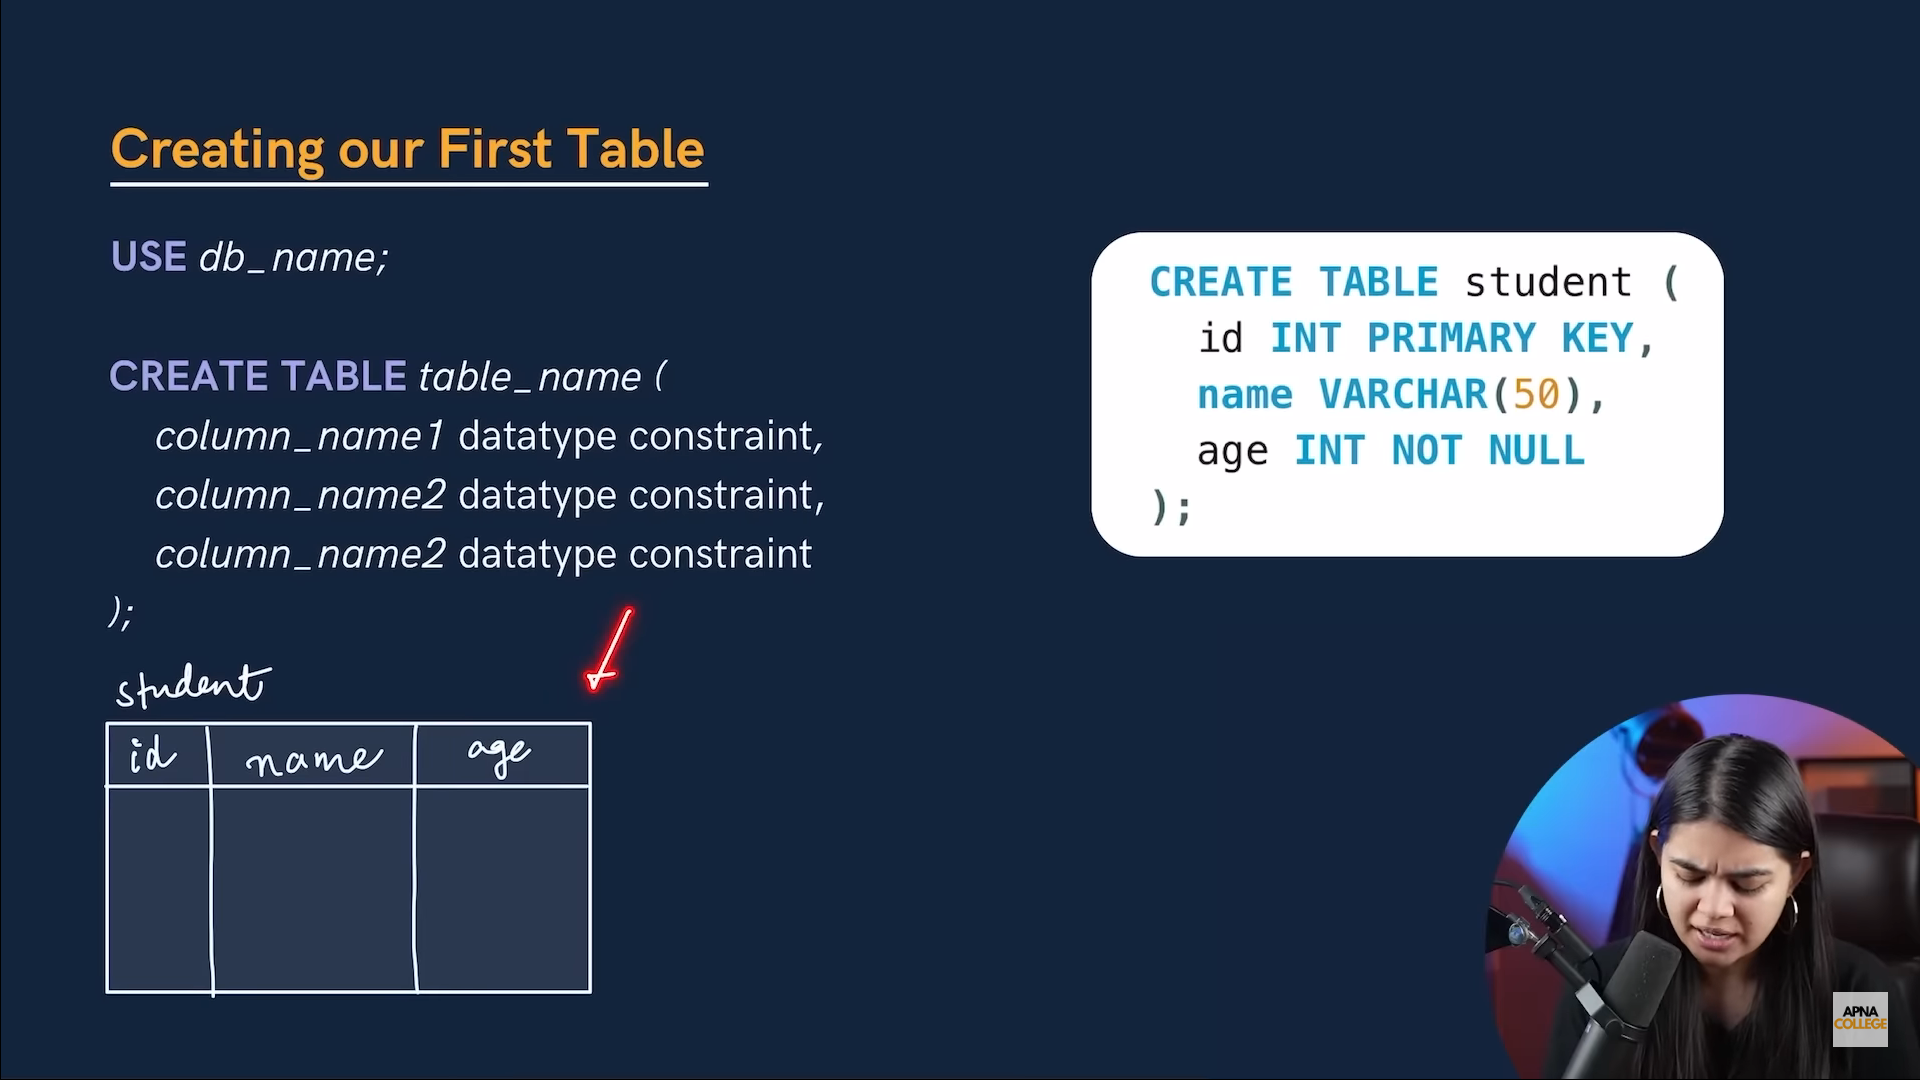 Creating our First Table
USE db_name;
CREATE TABLE table_name (
column_name1 datatype constraint,
column_name2 datatype constraint,
column_name2 datatype constraint
);
student
id name age
CREATE TABLE student (
id INT PRIMARY KEY,
name VARCHAR(50),
age INT NOT NULL
);
APNA
COLLEGE